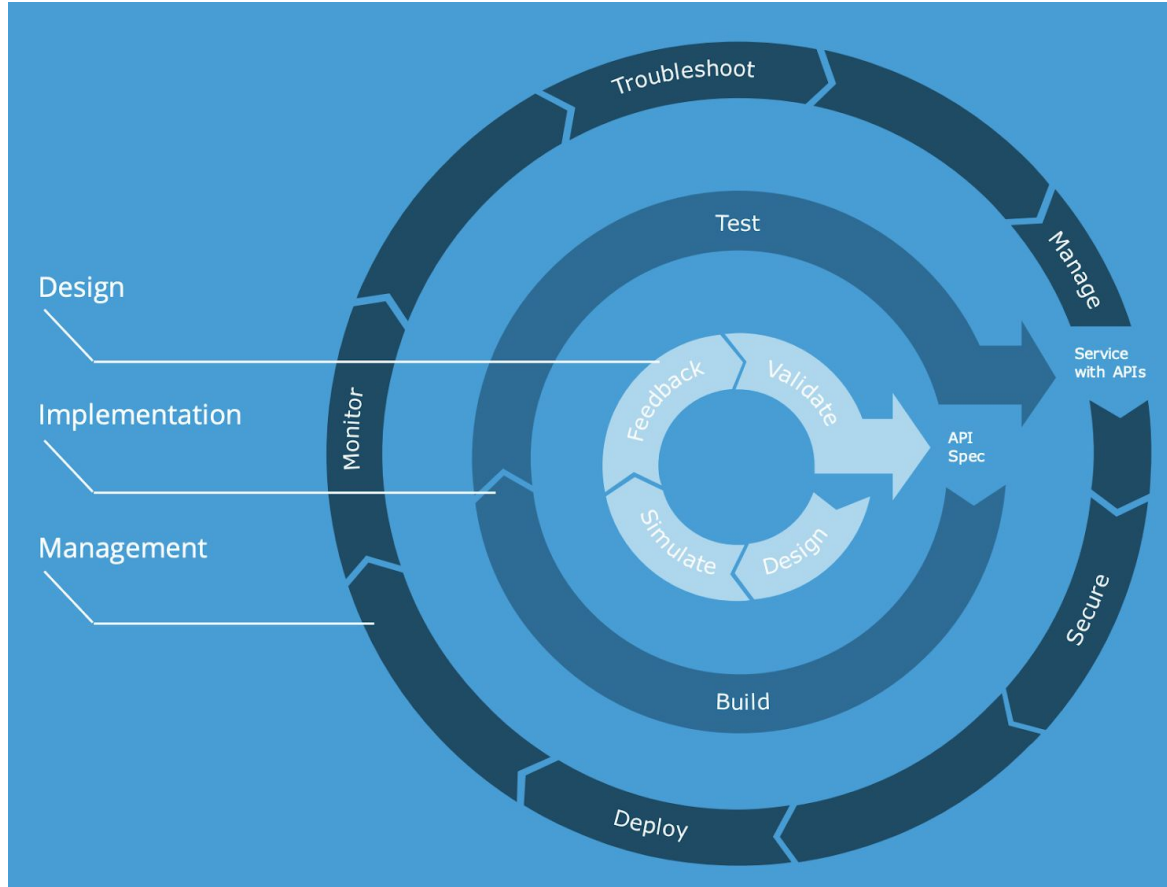 Troubleshoot
Manage
Test
Design
Service
with APIs
Feedback
Validate
Implementation
Monitor
API
Spec
Simulate
Design
Management
Secure
Build
Deploy